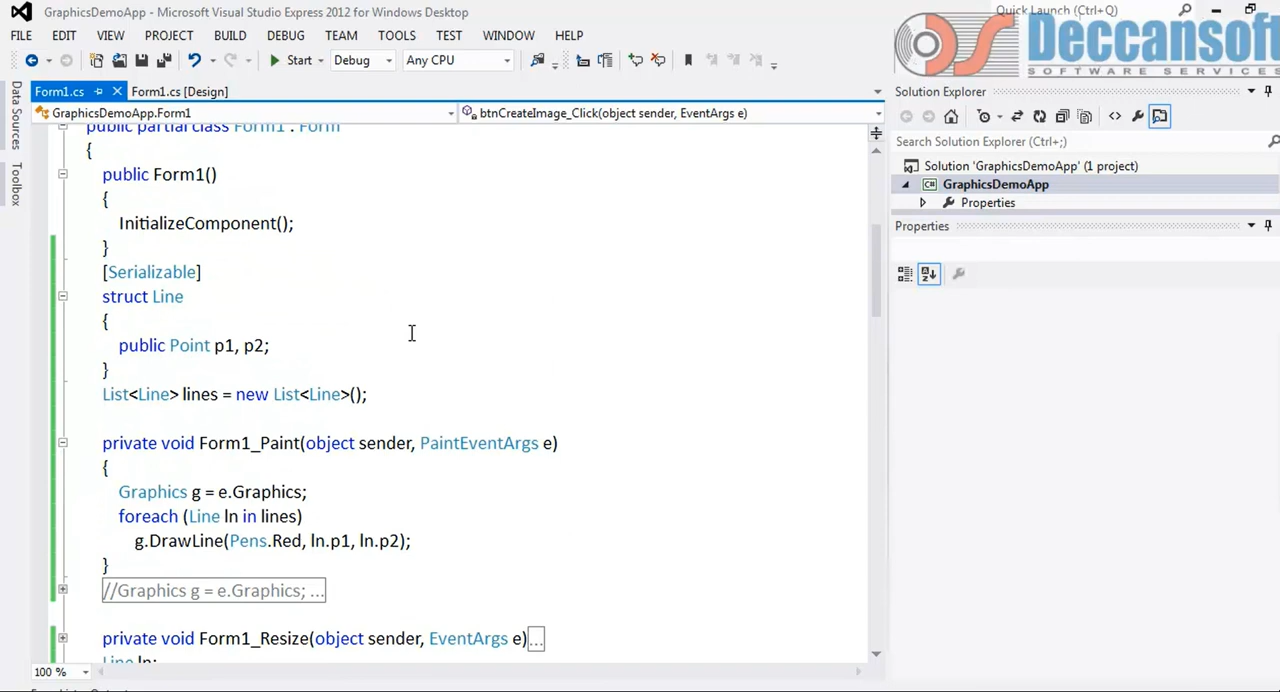 GraphicsDemoApp - Microsoft Visual Studio Express 2012 for Windows Desktop
Quick Launch (Ctrl+Q)
FILE EDIT VIEW PROJECT BUILD DEBUG TEAM TOOLS TEST WINDOW HELP
Deccansoft
SOFTWARE SERVICES
Start Debug Any CPU
Form1.cs Form1.cs [Design]
Solution Explorer
GraphicsDemoApp.Form1 btnCreateImage_Click(object sender, EventArgs e)
Data Sources
Toolbox
Search Solution Explorer (Ctrl+;)
Solution 'GraphicsDemoApp' (1 project)
C# GraphicsDemoApp
Properties
Properties
public partial class Form1 : Form
{
public Form1()
{
InitializeComponent();
}
[Serializable]
struct Line
{
public Point p1, p2;
}
List<Line> lines = new List<Line>();
private void Form1_Paint(object sender, PaintEventArgs e)
{
Graphics g = e.Graphics;
foreach (Line ln in lines)
g.DrawLine(Pens.Red, ln.p1, ln.p2);
}
//Graphics g = e.Graphics; ...
private void Form1_Resize(object sender, EventArgs e)...
Line ln;
100 %